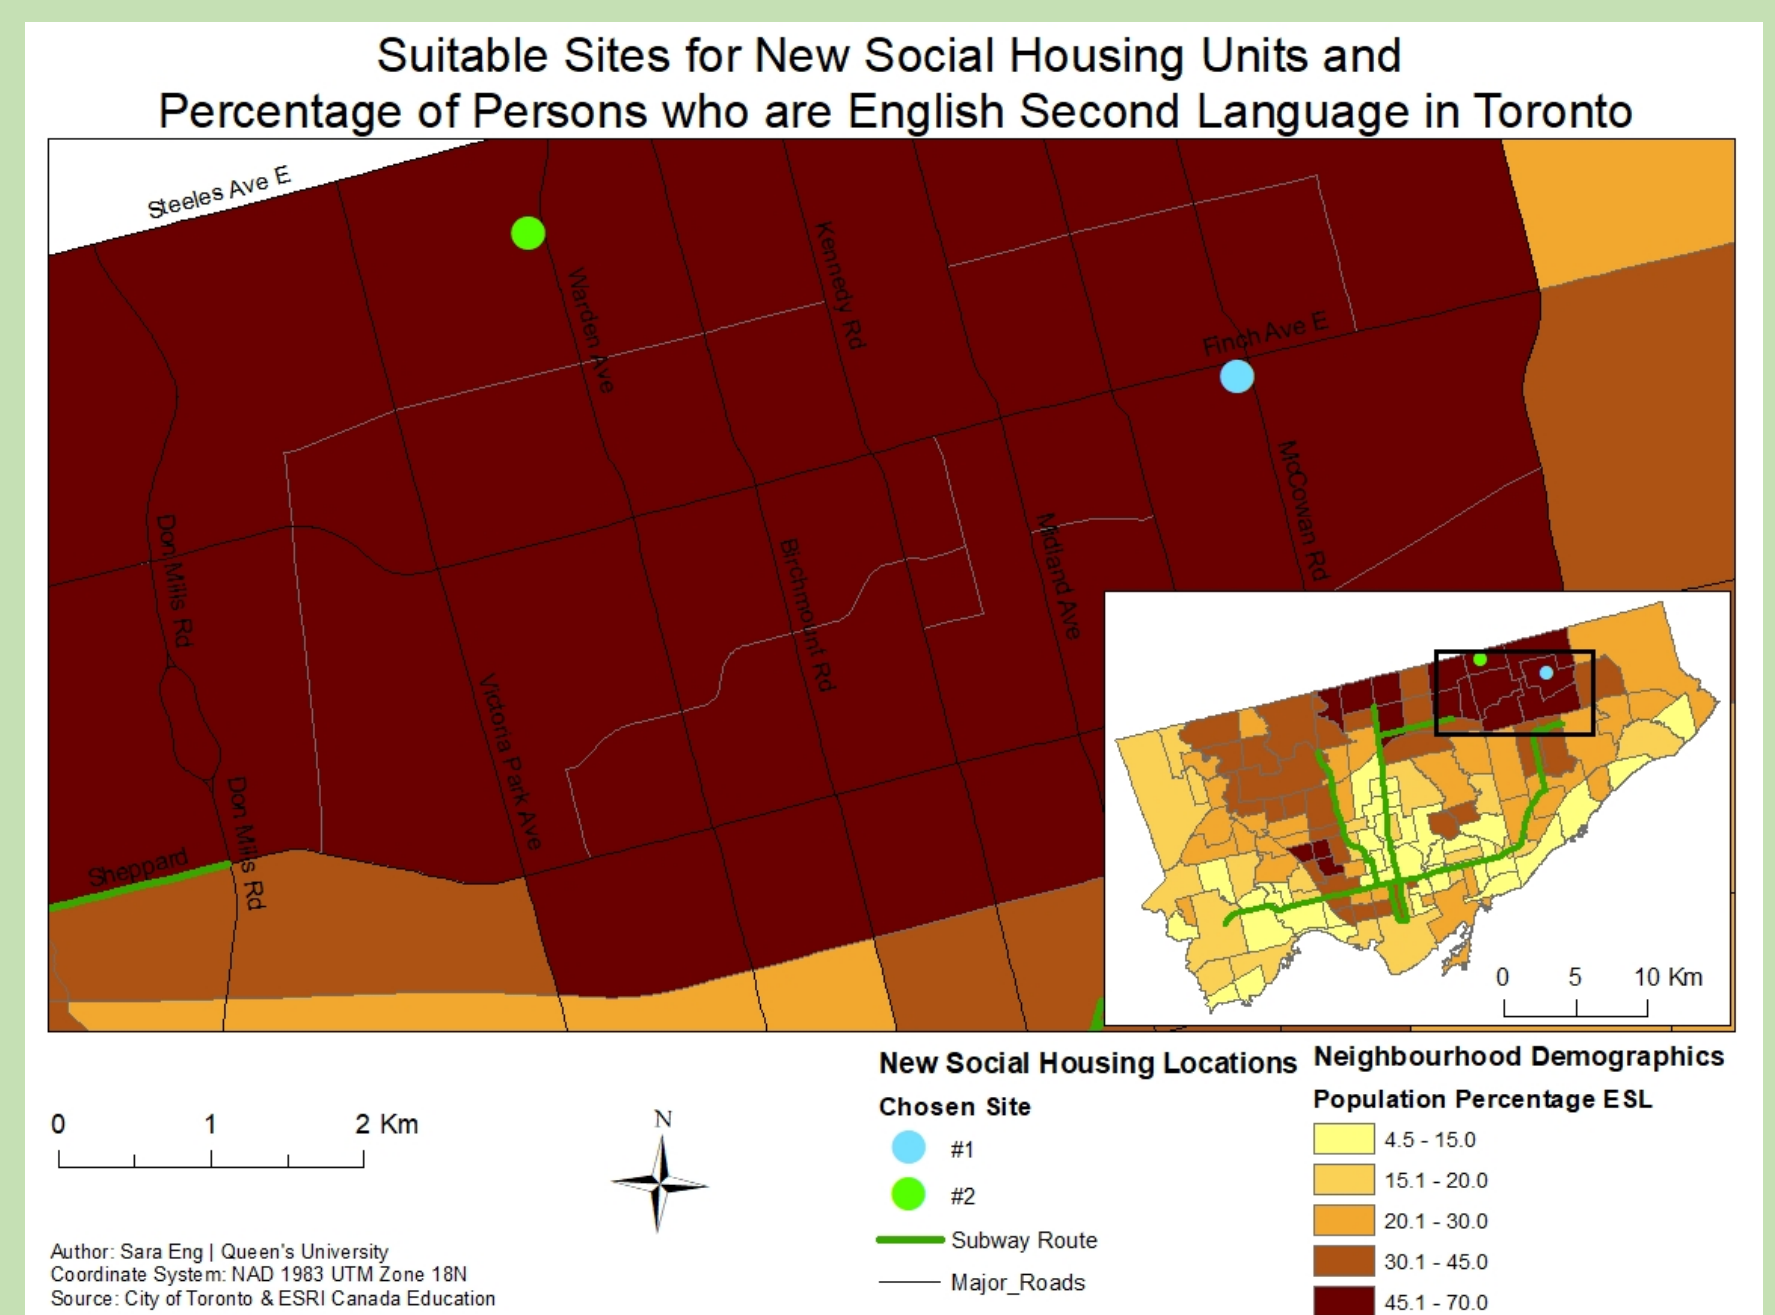 Suitable Sites for New Social Housing Units and
Percentage of Persons who are English Second Language in Toronto
Steeles Ave E
Warden Ave
Kennedy Rd
Finch Ave E
McCowan Rd
Don Mills Rd
Birchmount Rd
Midland Ave
Victoria Park Ave
Don Mills Rd
Sheppard
0 5 10 Km
0 1 2 Km
N
New Social Housing Locations
Chosen Site
#1
#2
Subway Route
Major_Roads
Neighbourhood Demographics
Population Percentage ESL
4.5 - 15.0
15.1 - 20.0
20.1 - 30.0
30.1 - 45.0
45.1 - 70.0
Author: Sara Eng | Queen's University
Coordinate System: NAD 1983 UTM Zone 18N
Source: City of Toronto & ESRI Canada Education